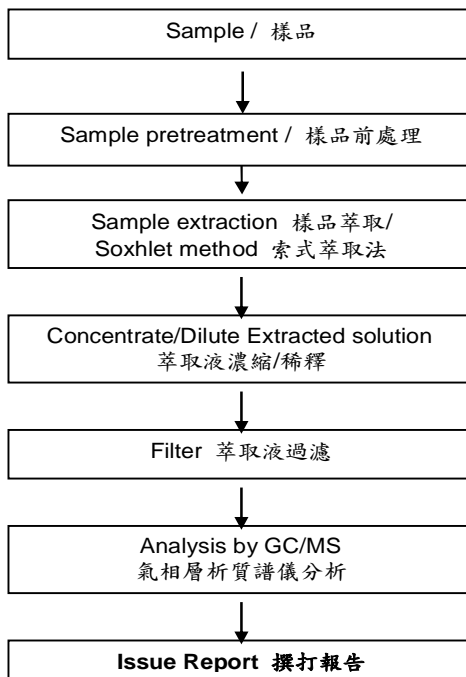 Sample / 樣品
Sample pretreatment / 樣品前處理
Sample extraction 樣品萃取/
Soxhlet method 索式萃取法
Concentrate/Dilute Extracted solution
萃取液濃縮/稀釋
Filter 萃取液過濾
Analysis by GC/MS
氣相層析質譜儀分析
Issue Report 撰打報告